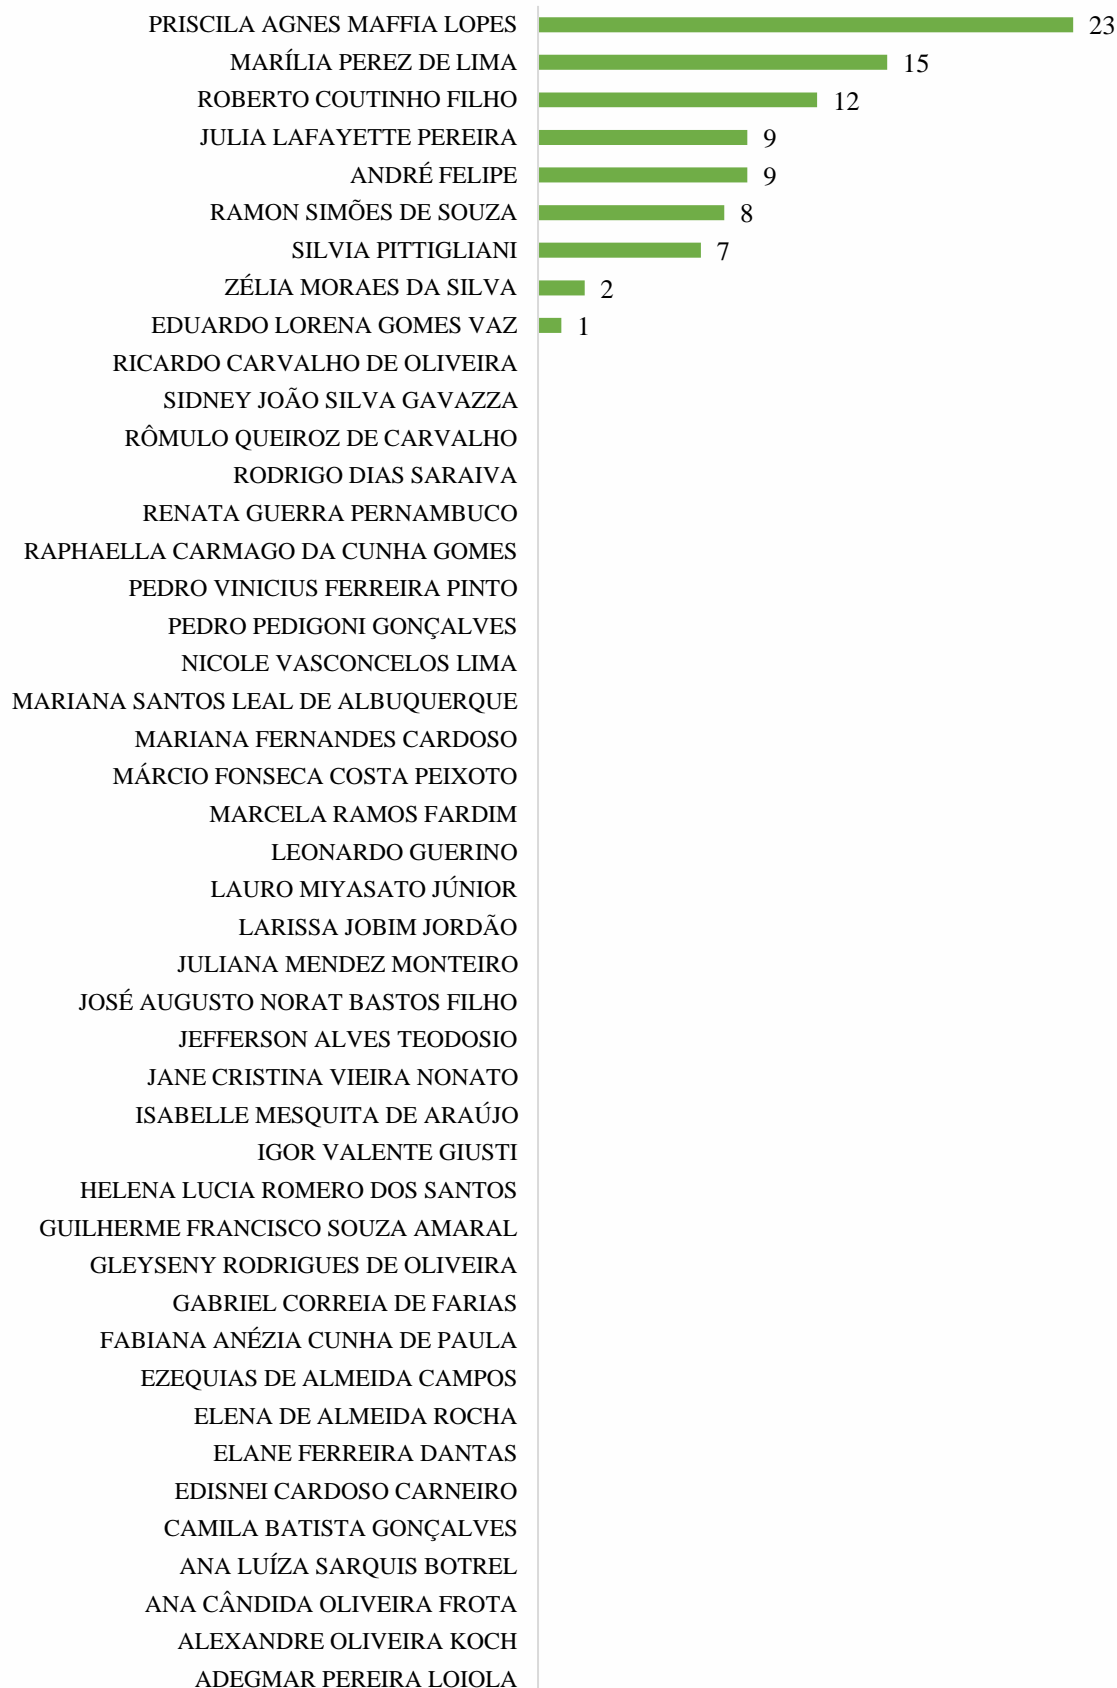 PRISCILA AGNES MAFFIA LOPES 23
MARÍLIA PEREZ DE LIMA 15
ROBERTO COUTINHO FILHO 12
JULIA LAFAYETTE PEREIRA 9
ANDRÉ FELIPE 9
RAMON SIMÕES DE SOUZA 8
SILVIA PITTIGLIANI 7
ZÉLIA MORAES DA SILVA 2
EDUARDO LORENA GOMES VAZ 1
RICARDO CARVALHO DE OLIVEIRA
SIDNEY JOÃO SILVA GAVAZZA
RÔMULO QUEIROZ DE CARVALHO
RODRIGO DIAS SARAIVA
RENATA GUERRA PERNAMBUCO
RAPHAELLA CARMAGO DA CUNHA GOMES
PEDRO VINICIUS FERREIRA PINTO
PEDRO PEDIGONI GONÇALVES
NICOLE VASCONCELOS LIMA
MARIANA SANTOS LEAL DE ALBUQUERQUE
MARIANA FERNANDES CARDOSO
MÁRCIO FONSECA COSTA PEIXOTO
MARCELA RAMOS FARDIM
LEONARDO GUERINO
LAURO MIYASATO JÚNIOR
LARISSA JOBIM JORDÃO
JULIANA MENDEZ MONTEIRO
JOSÉ AUGUSTO NORAT BASTOS FILHO
JEFFERSON ALVES TEODOSIO
JANE CRISTINA VIEIRA NONATO
ISABELLE MESQUITA DE ARAÚJO
IGOR VALENTE GIUSTI
HELENA LUCIA ROMERO DOS SANTOS
GUILHERME FRANCISCO SOUZA AMARAL
GLEYSENY RODRIGUES DE OLIVEIRA
GABRIEL CORREIA DE FARIAS
FABIANA ANÉZIA CUNHA DE PAULA
EZEQUIAS DE ALMEIDA CAMPOS
ELENA DE ALMEIDA ROCHA
ELANE FERREIRA DANTAS
EDISNEI CARDOSO CARNEIRO
CAMILA BATISTA GONÇALVES
ANA LUÍZA SARQUIS BOTREL
ANA CÂNDIDA OLIVEIRA FROTA
ALEXANDRE OLIVEIRA KOCH
ADEGMAR PEREIRA LOIOLA